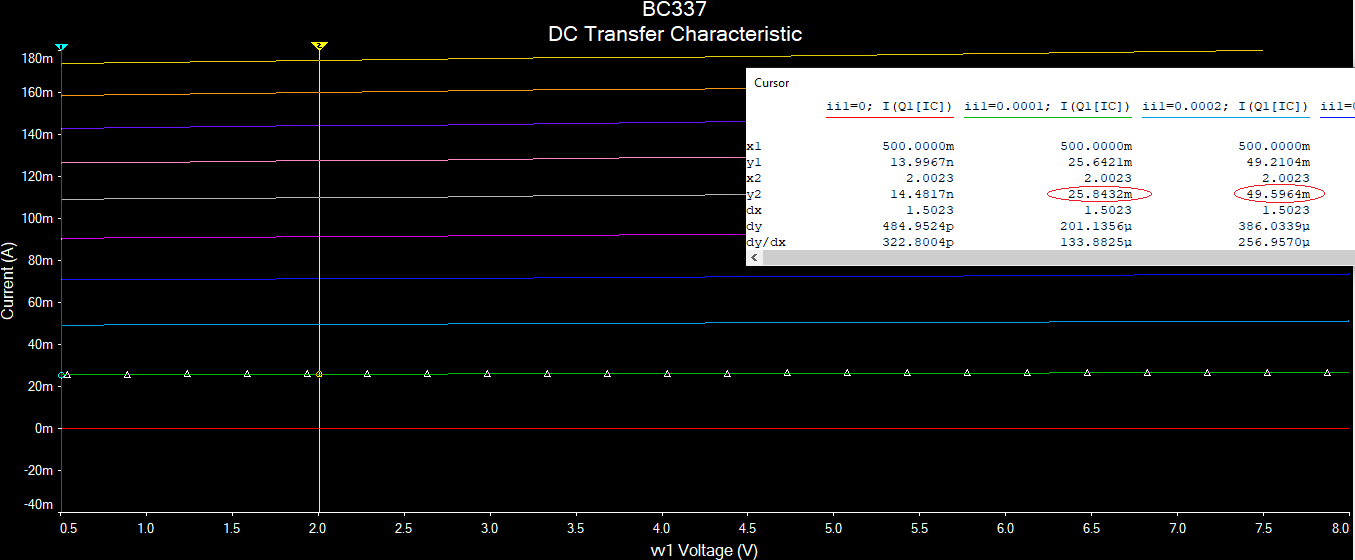 BC337
DC Transfer Characteristic
1
2
Cursor
ii1=0; I(Q1[IC]) ii1=0.0001; I(Q1[IC]) ii1=0.0002; I(Q1[IC]) ii1=0
x1 500.0000m 500.0000m 500.0000m
y1 13.9967n 25.6421m 49.2104m
x2 2.0023 2.0023 2.0023
y2 14.4817n 25.8432m 49.5964m
dx 1.5023 1.5023 1.5023
dy 484.9524p 201.1356µ 386.0339µ
dy/dx 322.8004p 133.8825µ 256.9570µ
Current (A)
180m
160m
140m
120m
100m
80m
60m
40m
20m
0m
-20m
-40m
0.5 1.0 1.5 2.0 2.5 3.0 3.5 4.0 4.5 5.0 5.5 6.0 6.5 7.0 7.5 8.0
vv1 Voltage (V)